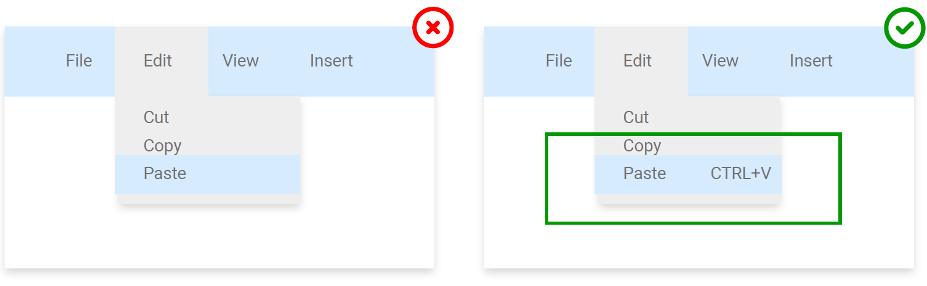 File Edit View Insert
Cut
Copy
Paste
File Edit View Insert
Cut
Copy
Paste CTRL+V